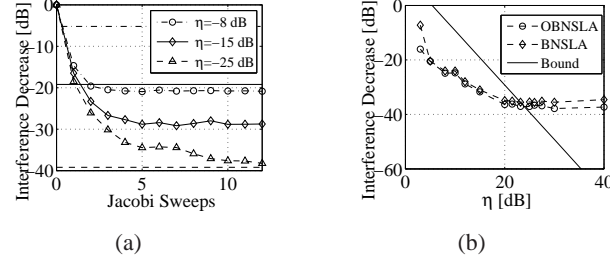 Interference Decrease [dB]
0
−10
−20
−30
−40
0
5
10
Jacobi Sweeps
η=−8 dB
η=−15 dB
η=−25 dB
(a)
Interference Decrease [dB]
0
−20
−40
−60
0
20
40
η [dB]
OBNSLA
BNSLA
Bound
(b)